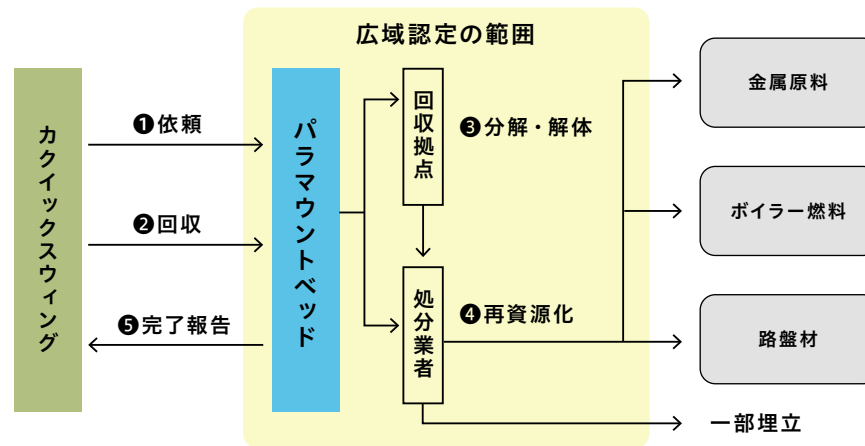 広域認定の範囲
カクイックスウィング
❶依頼
❷回収
❺完了報告
パラマウントベッド
回収拠点
❸分解・解体
処分業者
❹再資源化
金属原料
ボイラー燃料
路盤材
一部埋立